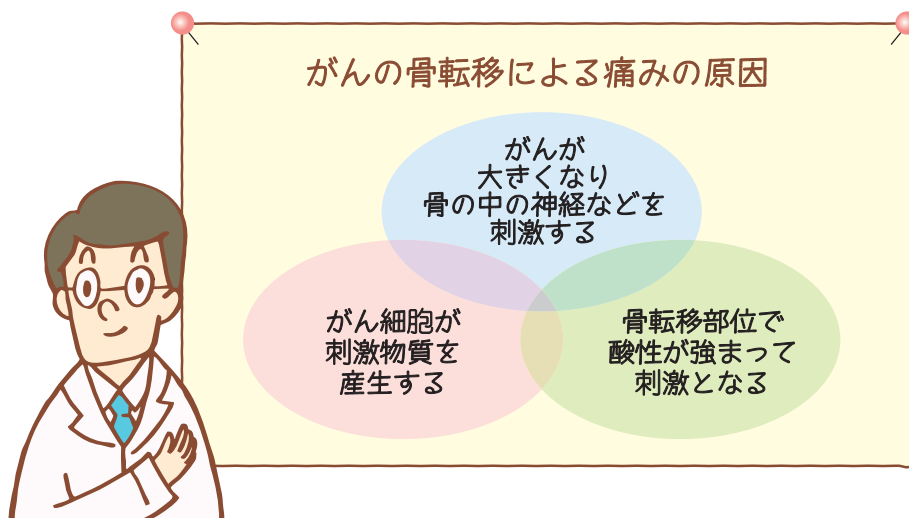 がんの骨転移による痛みの原因
がんが
大きくなり
骨の中の神経などを
刺激する
がん細胞が
刺激物質を
産生する
骨転移部位で
酸性が強まって
刺激となる